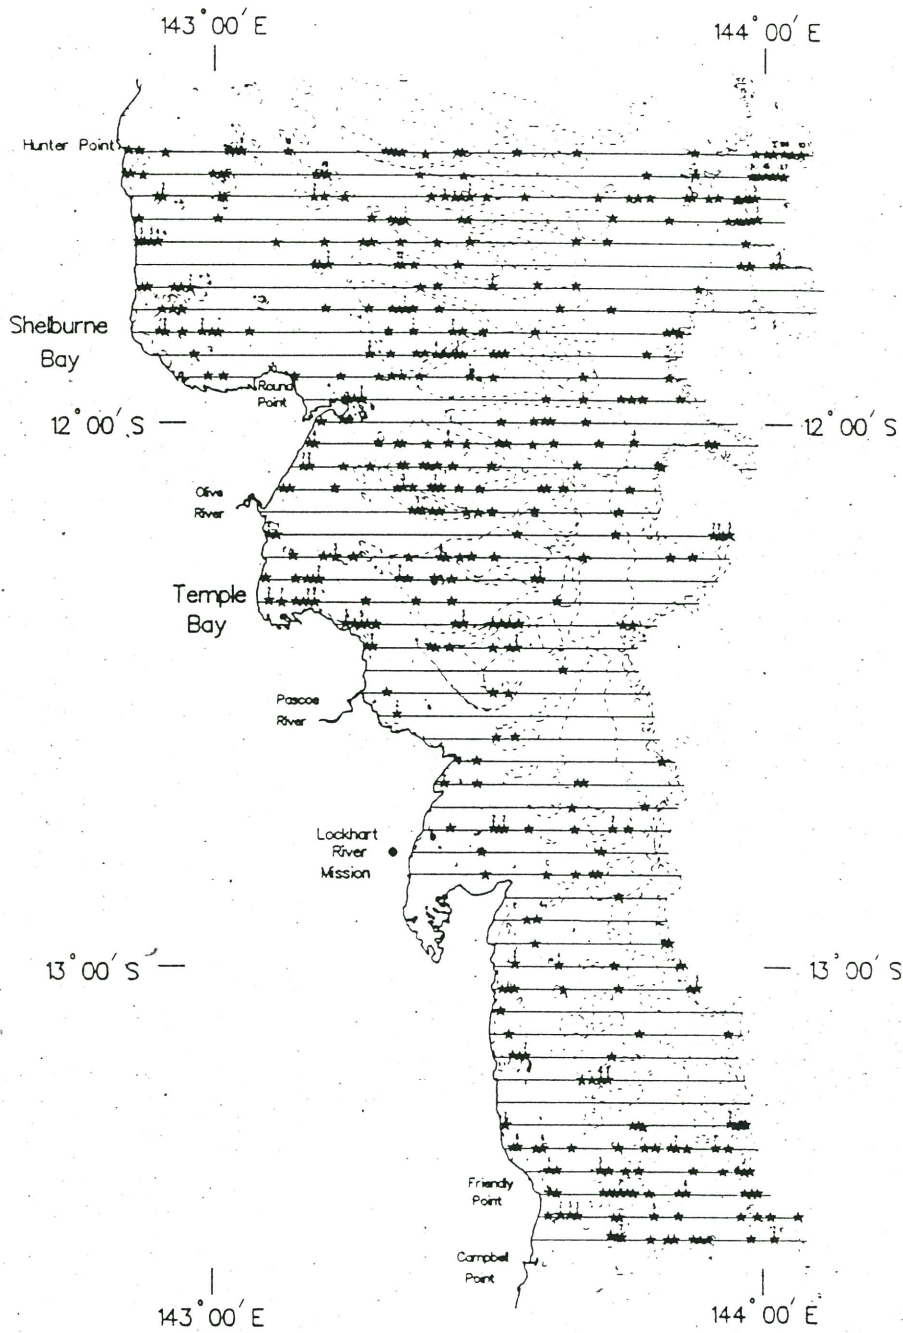 143°00' E
144°00' E
Hunter Point
Shelburne
Bay
Round
Point
12°00' S
12°00' S
Olive
River
Temple
Bay
Pascoe
River
Lockhart
River
Mission
13°00' S
13°00' S
Friendly
Point
Campbell
Point
143°00' E
144°00' E